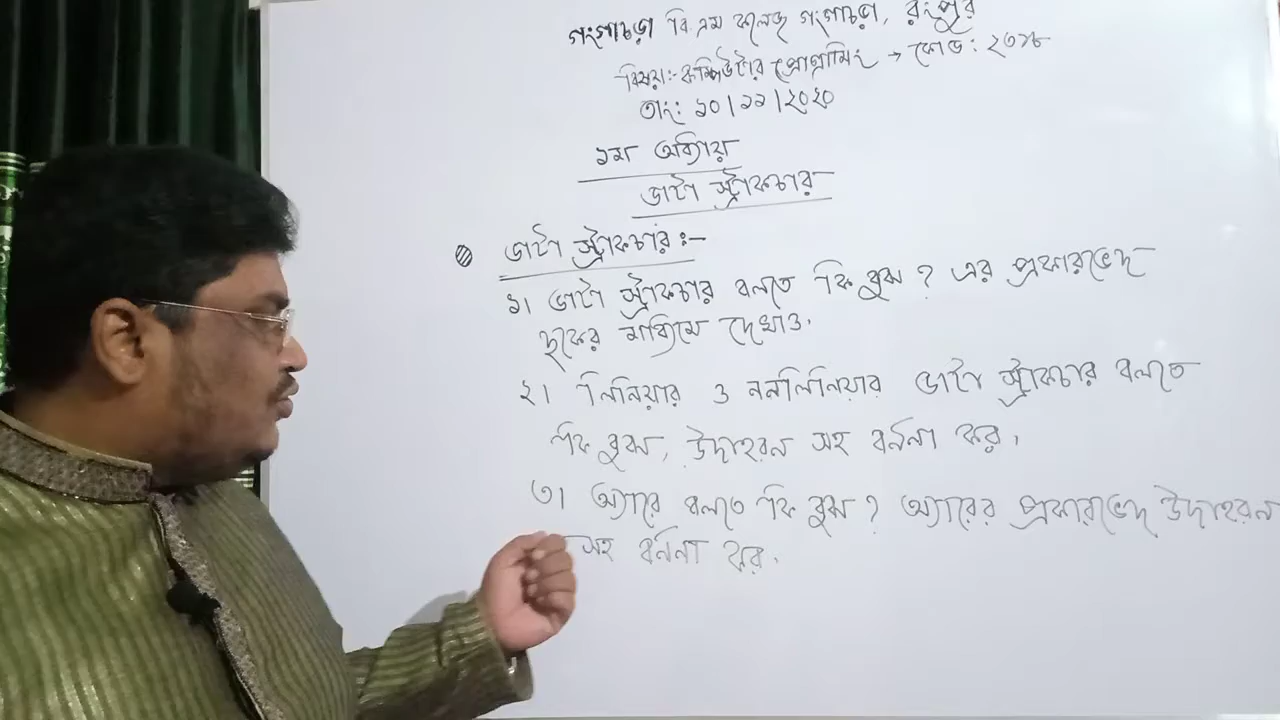 গংগাচড়া বি এম কলেজ গংগাচড়া, রংপুর
বিষয়:- কম্পিউটার প্রোগ্রামিং → কোড: ২৩১৮
তাং: ১০/১১/২০২০
১ম অধ্যায়
ডাটা স্ট্রাকচার
ডাটা স্ট্রাকচার:-
১। ডাটা স্ট্রাকচার বলতে কি বুঝ? এর প্রকারভেদ
ছকের মাধ্যমে দেখাও।
২। লিনিয়ার ও ননলিনিয়ার ডাটা স্ট্রাকচার বলতে
কি বুঝ, উদাহরন সহ বর্ননা কর।
৩। অ্যারে বলতে কি বুঝ? অ্যারের প্রকারভেদ উদাহরন
সহ বর্ননা কর।